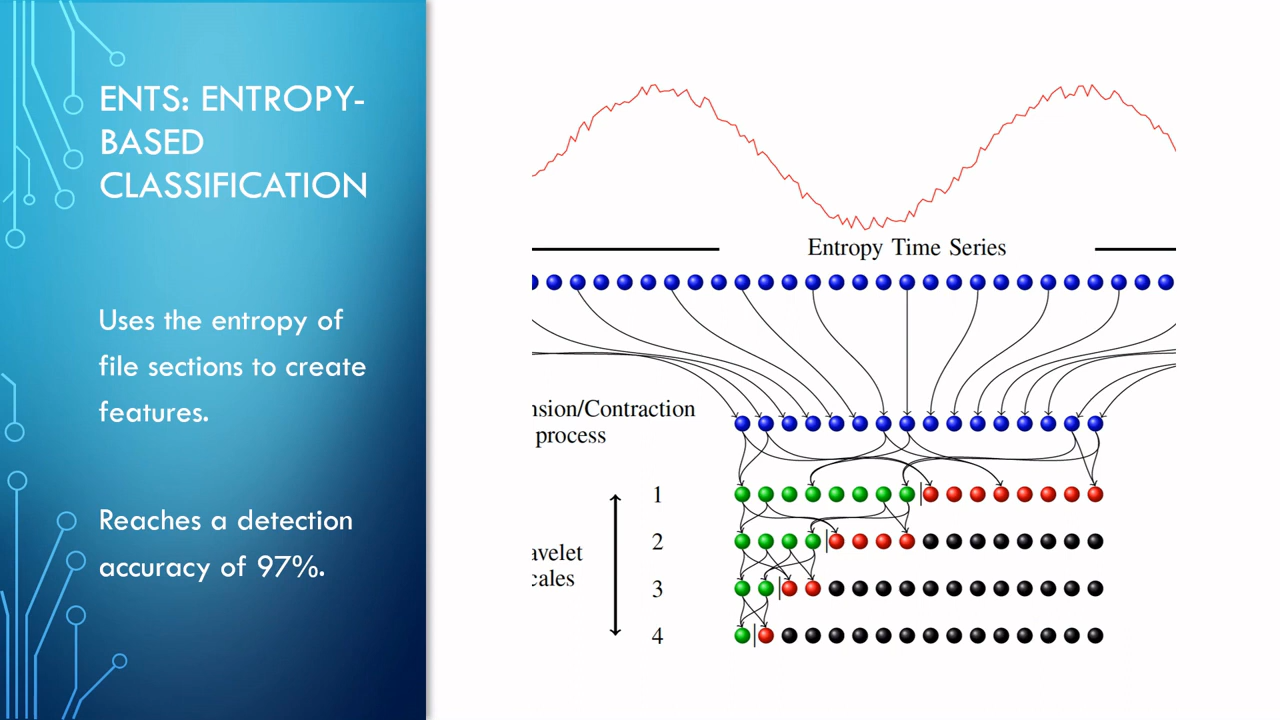 ENTS: ENTROPY-
BASED
CLASSIFICATION
Uses the entropy of
file sections to create
features.
Reaches a detection
accuracy of 97%.
Entropy Time Series
nsion/Contraction
process
avelet
cales
1
2
3
4